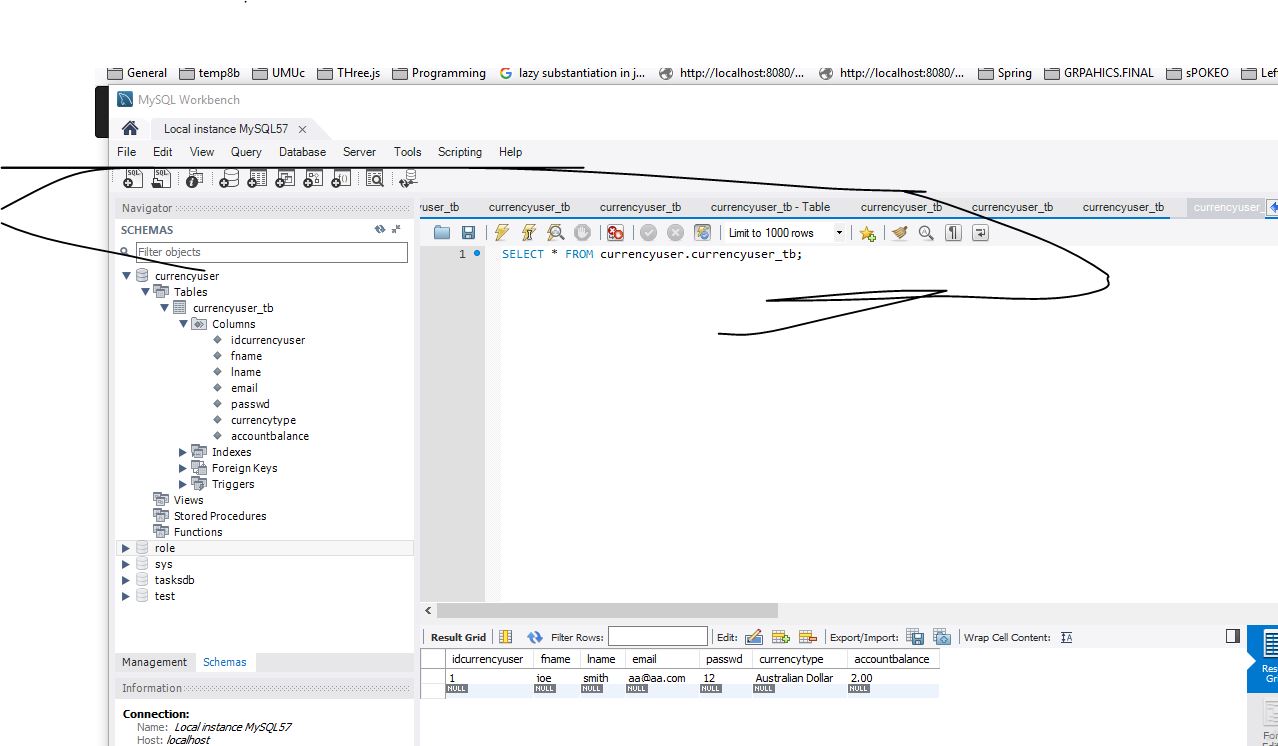 General temp8b UMUc THree.js Programming lazy substantiation in j... http://localhost:8080/... http://localhost:8080/... Spring GRPAHICS.FINAL sPOKEO Lef
MySQL Workbench
Local instance MySQL57
File Edit View Query Database Server Tools Scripting Help
Navigator
yuser_tb currencyuser_tb currencyuser_tb currencyuser_tb - Table currencyuser_tb currencyuser_tb currencyuser_tb currencyuser_
SCHEMAS
Limit to 1000 rows
Filter objects
1 SELECT * FROM currencyuser.currencyuser_tb;
currencyuser
Tables
currencyuser_tb
Columns
idcurrencyuser
fname
lname
email
passwd
currencytype
accountbalance
Indexes
Foreign Keys
Triggers
Views
Stored Procedures
Functions
role
sys
tasksdb
test
Result Grid Filter Rows: Edit: Export/Import: Wrap Cell Content:
idcurrencyuser fname lname email passwd currencytype accountbalance
1 joe smith aa@aa.com 12 Australian Dollar 2.00
NULL NULL NULL NULL NULL NULL NULL
Management Schemas
Information
Connection:
Name: Local instance MySQL57
Host: localhost
Res
Gri
For